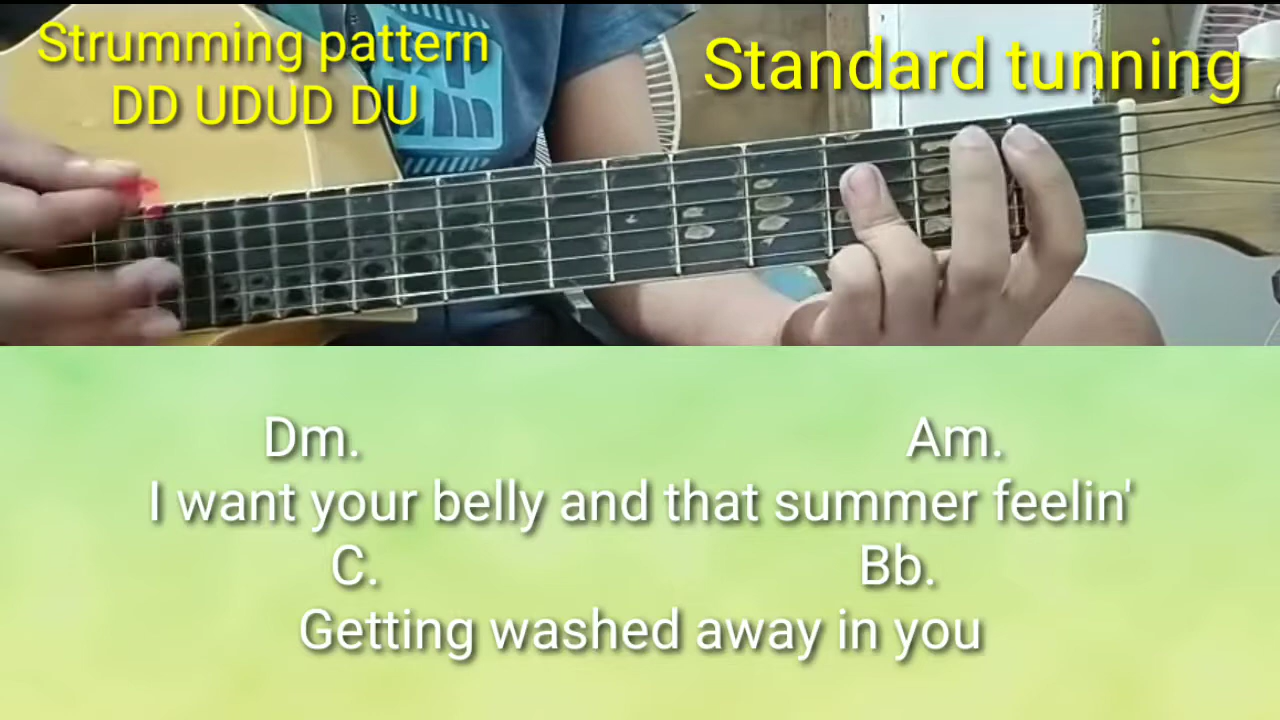 Strumming pattern
DD UDUD DU
Standard tunning
Dm. Am.
I want your belly and that summer feelin'
C. Bb.
Getting washed away in you